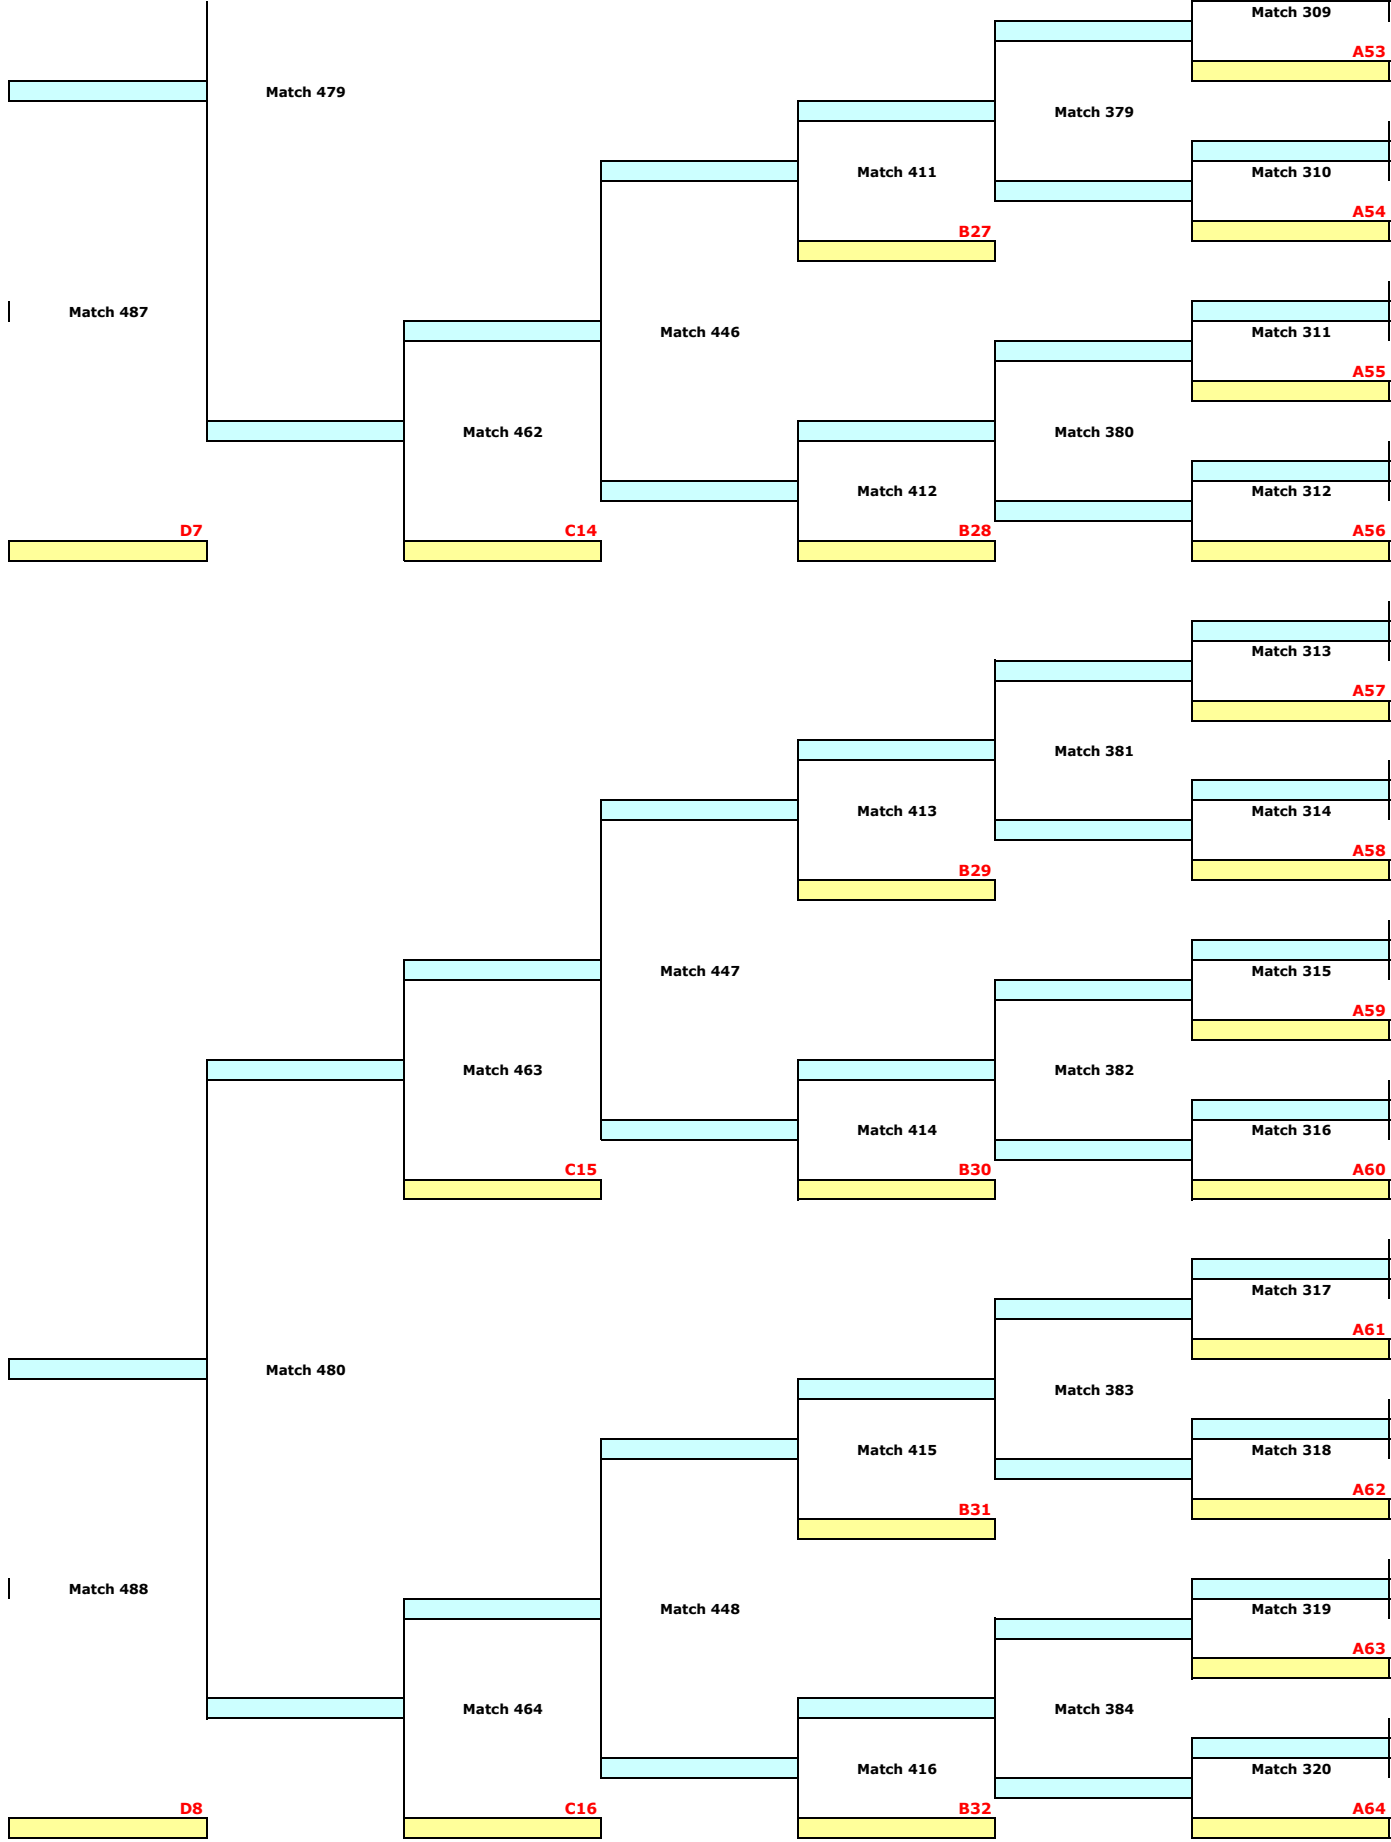 Match 309
A53
Match 479
Match 379
Match 411
Match 310
A54
B27
Match 487
Match 446
Match 311
A55
Match 462
Match 380
Match 412
Match 312
D7
C14
B28
A56
Match 313
A57
Match 381
Match 413
Match 314
A58
B29
Match 447
Match 315
A59
Match 463
Match 382
Match 414
Match 316
C15
B30
A60
Match 317
A61
Match 480
Match 383
Match 415
Match 318
A62
B31
Match 488
Match 448
Match 319
A63
Match 464
Match 384
Match 416
Match 320
D8
C16
B32
A64